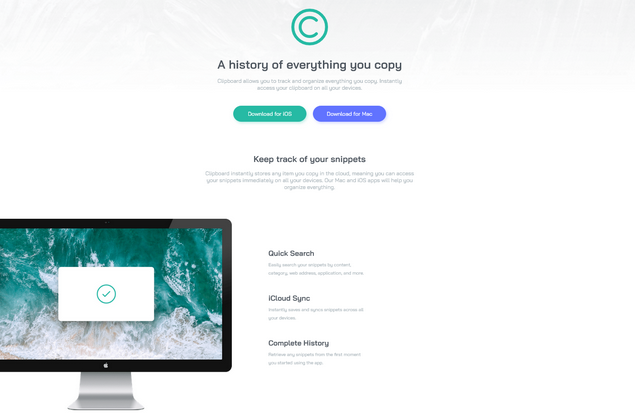 A history of everything you copy
Clipboard allows you to track and organize everything you copy. Instantly
access your clipboard on all your devices.
Download for iOS
Download for Mac
Keep track of your snippets
Clipboard instantly stores any item you copy in the cloud, meaning you can access
your snippets immediately on all your devices. Our Mac and iOS apps will help you
organize everything.
Quick Search
Easily search your snippets by content,
category, web address, application, and more.
iCloud Sync
Instantly saves and syncs snippets across all
your devices.
Complete History
Retrieve any snippets from the first moment
you started using the app.